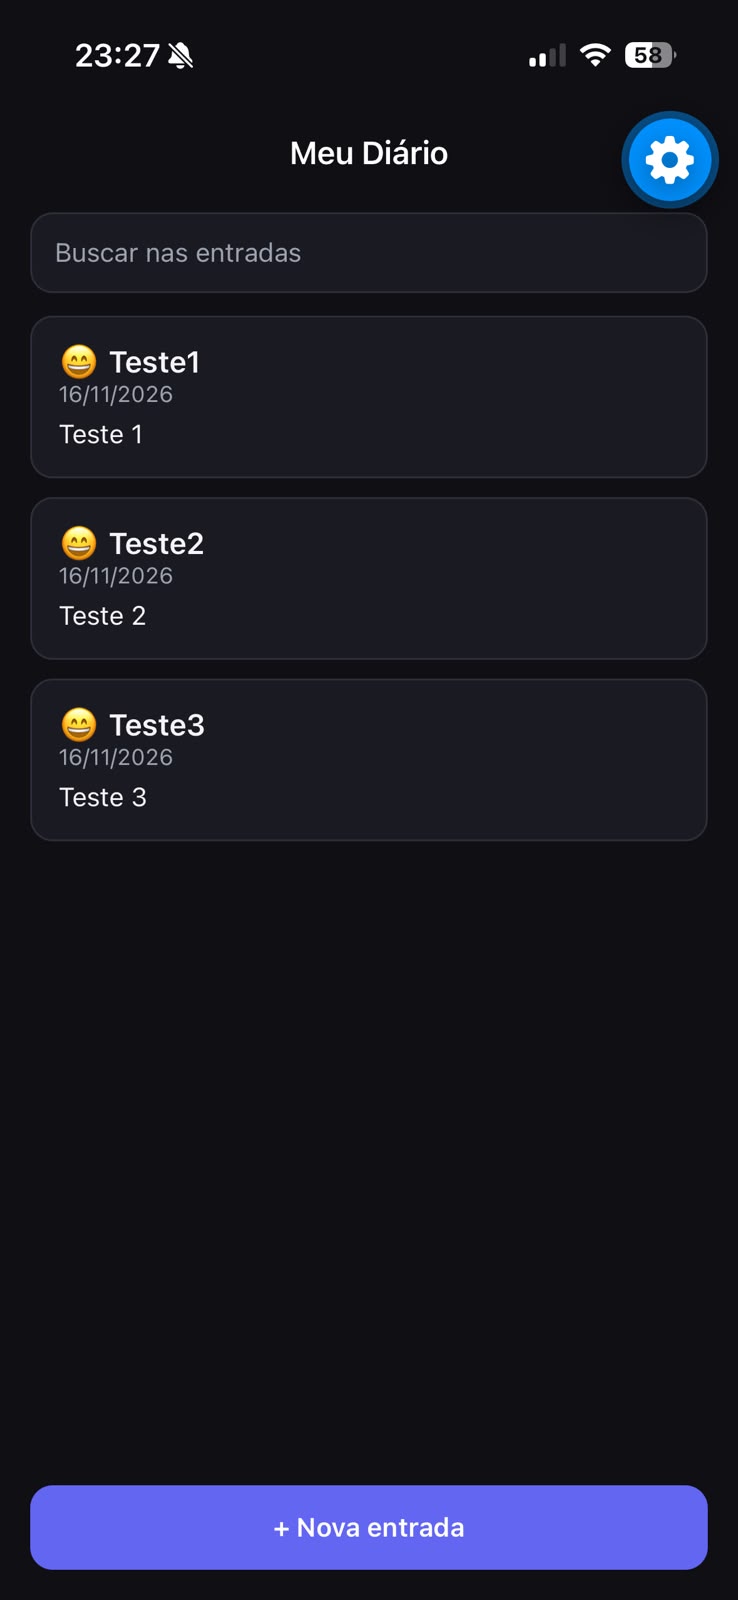 23:27
58
Meu Diário
Buscar nas entradas
😄 Teste1
16/11/2026
Teste 1
😄 Teste2
16/11/2026
Teste 2
😄 Teste3
16/11/2026
Teste 3
+ Nova entrada